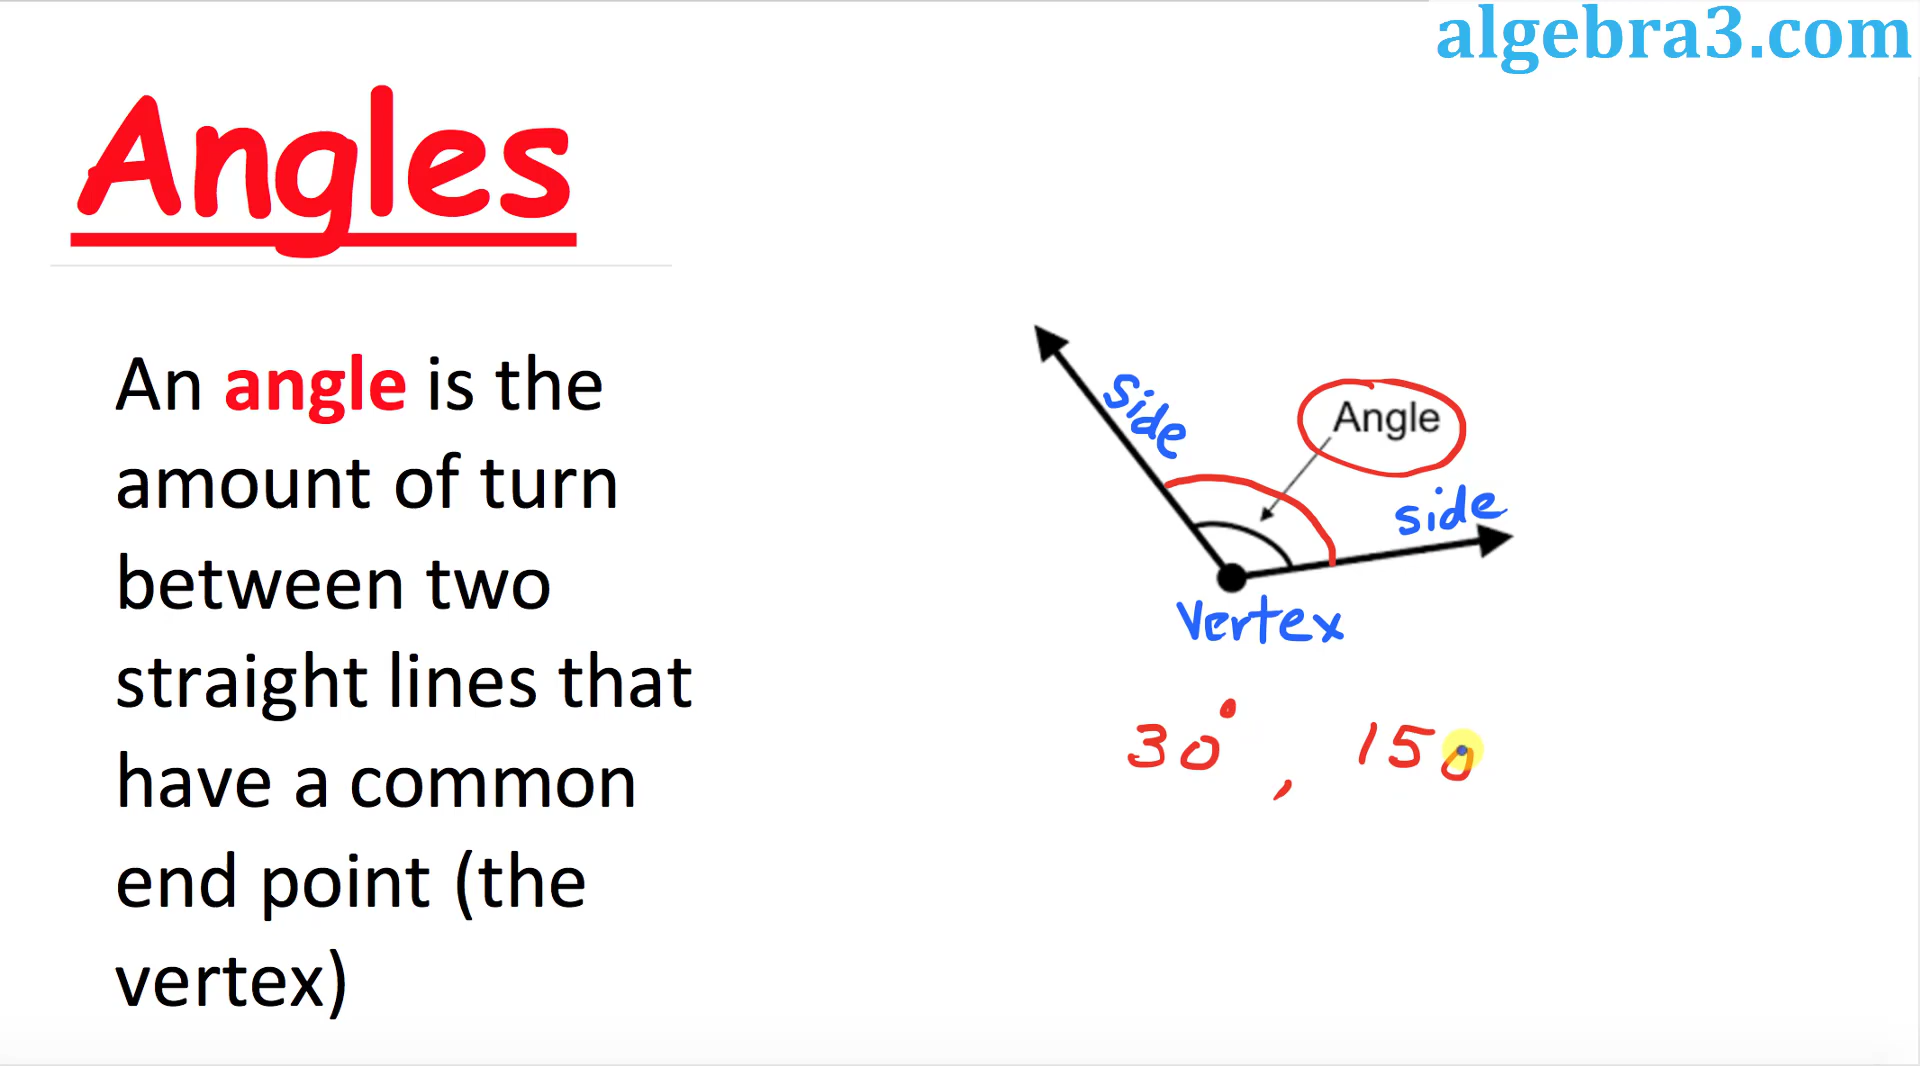 algebra3.com
Angles
An angle is the
amount of turn
between two
straight lines that
have a common
end point (the
vertex)
Side
Angle
side
Vertex
30°, 150